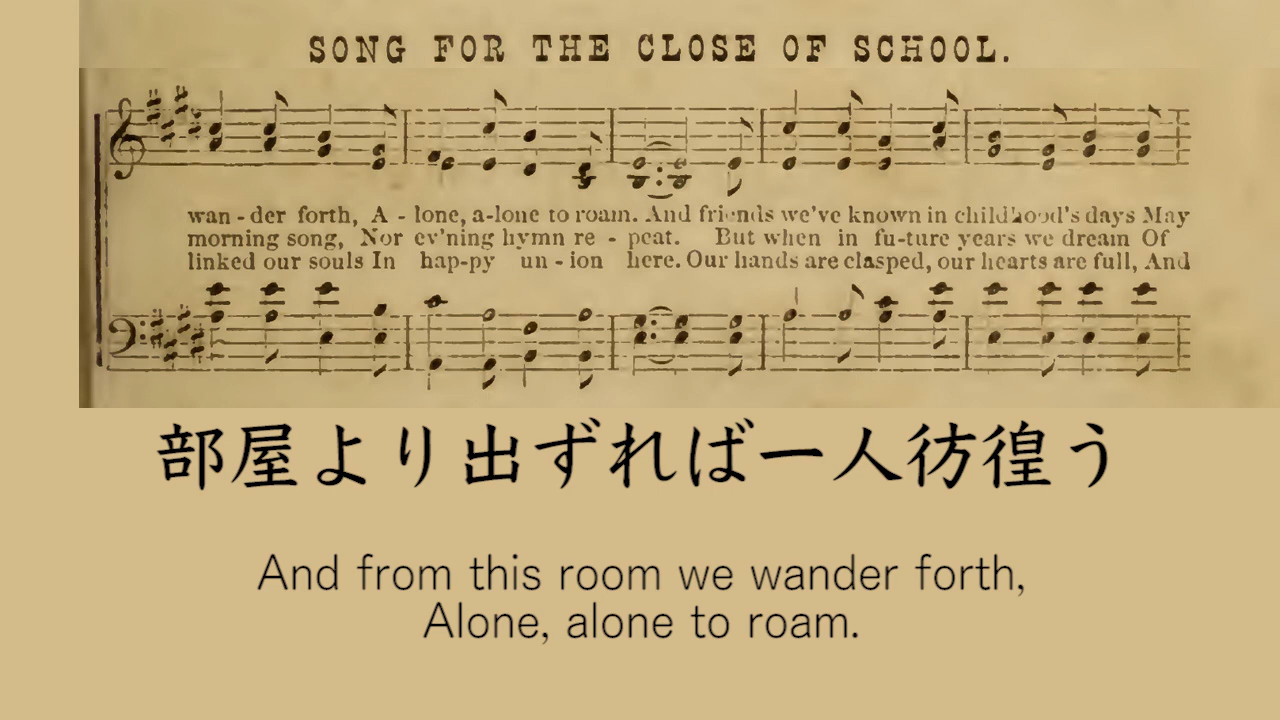 SONG FOR THE CLOSE OF SCHOOL.
wan - der forth, A - lone, a-lone to roam. And friends we've known in childhood's days May
morning song, Nor ev'ning hymn re - peat. But when in fu-ture years we dream Of
linked our souls In hap-py un - ion here. Our hands are clasped, our hearts are full, And
部屋より出ずれば一人彷徨う
And from this room we wander forth,
Alone, alone to roam.